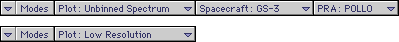 Modes Plot: Unbinned Spectrum Spacecraft: GS-3 PRA: POLLO
Modes Plot: Low Resolution